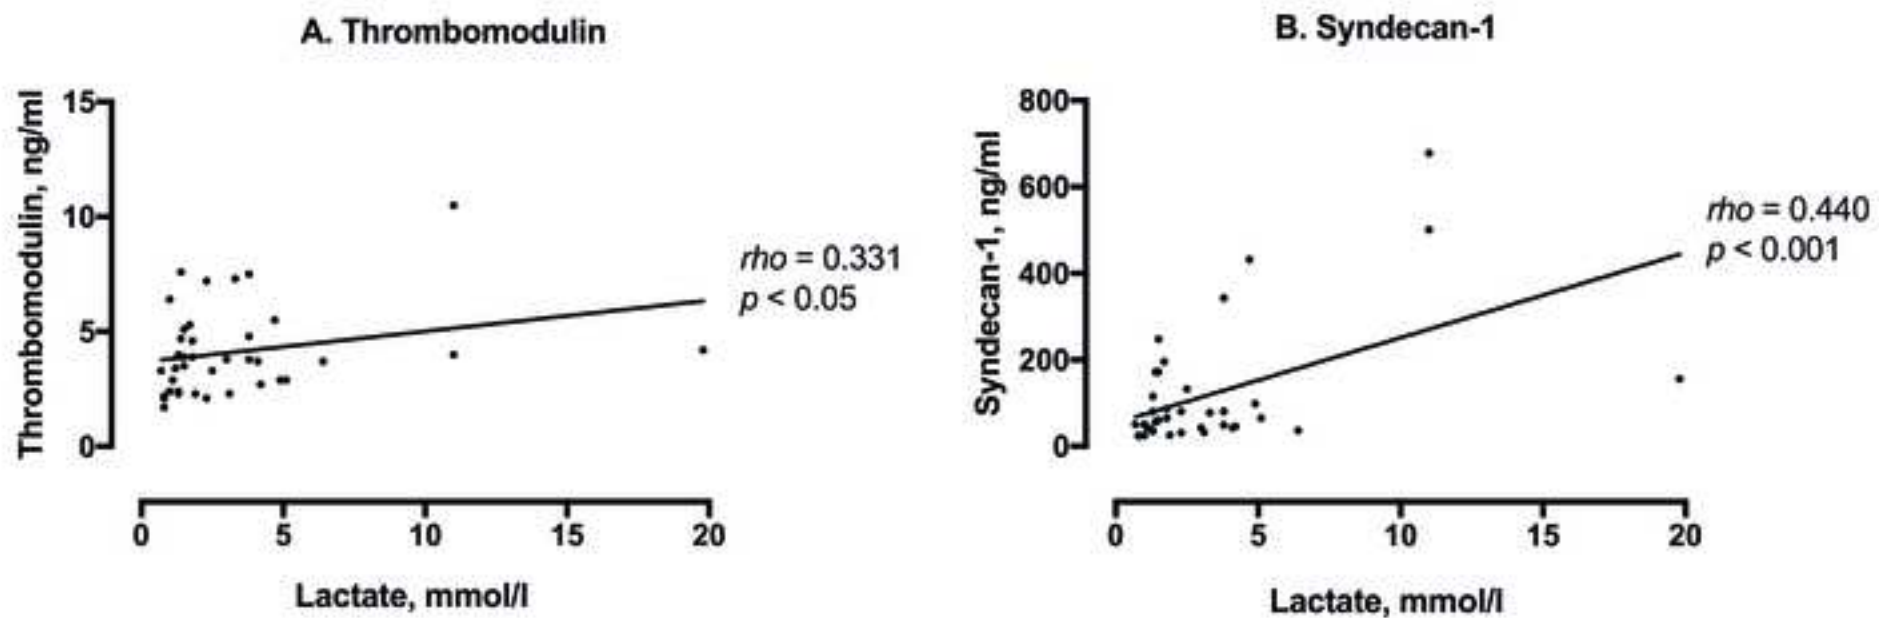 A. Thrombomodulin
Thrombomodulin, ng/ml
15
10
5
0
rho = 0.331
p < 0.05
0 5 10 15 20
Lactate, mmol/l
B. Syndecan-1
Syndecan-1, ng/ml
800
600
400
200
0
rho = 0.440
p < 0.001
0 5 10 15 20
Lactate, mmol/l